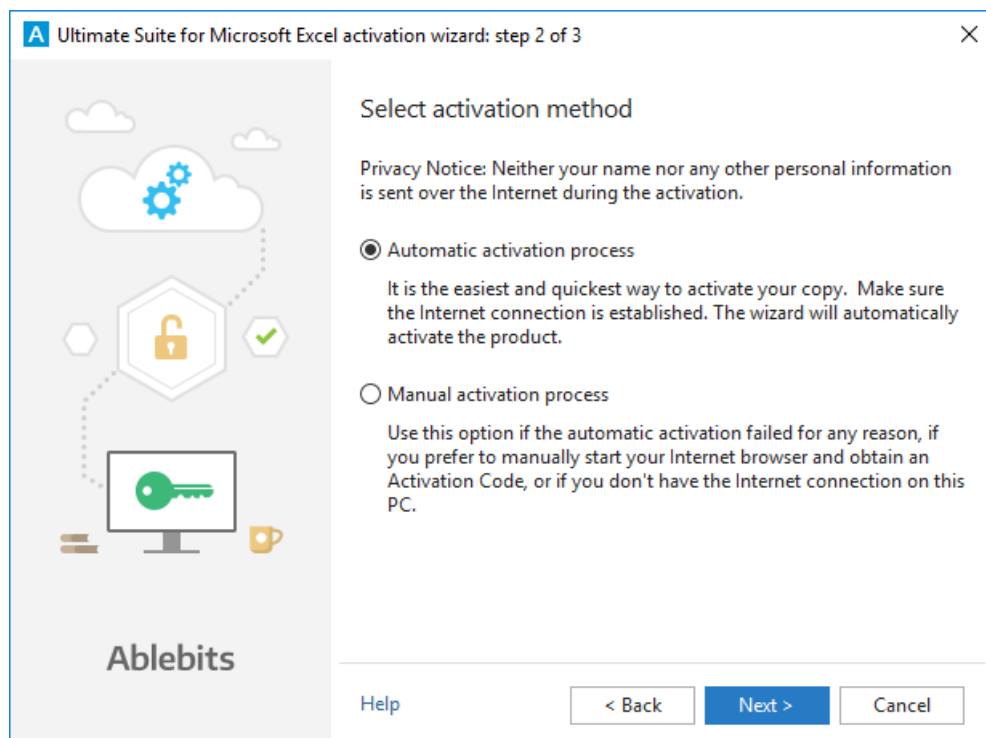 A Ultimate Suite for Microsoft Excel activation wizard: step 2 of 3
Select activation method
Privacy Notice: Neither your name nor any other personal information
is sent over the Internet during the activation.
Automatic activation process
It is the easiest and quickest way to activate your copy.  Make sure
the Internet connection is established. The wizard will automatically
activate the product.
Manual activation process
Use this option if the automatic activation failed for any reason, if
you prefer to manually start your Internet browser and obtain an
Activation Code, or if you don't have the Internet connection on this
PC.
Ablebits
Help
< Back
Next >
Cancel